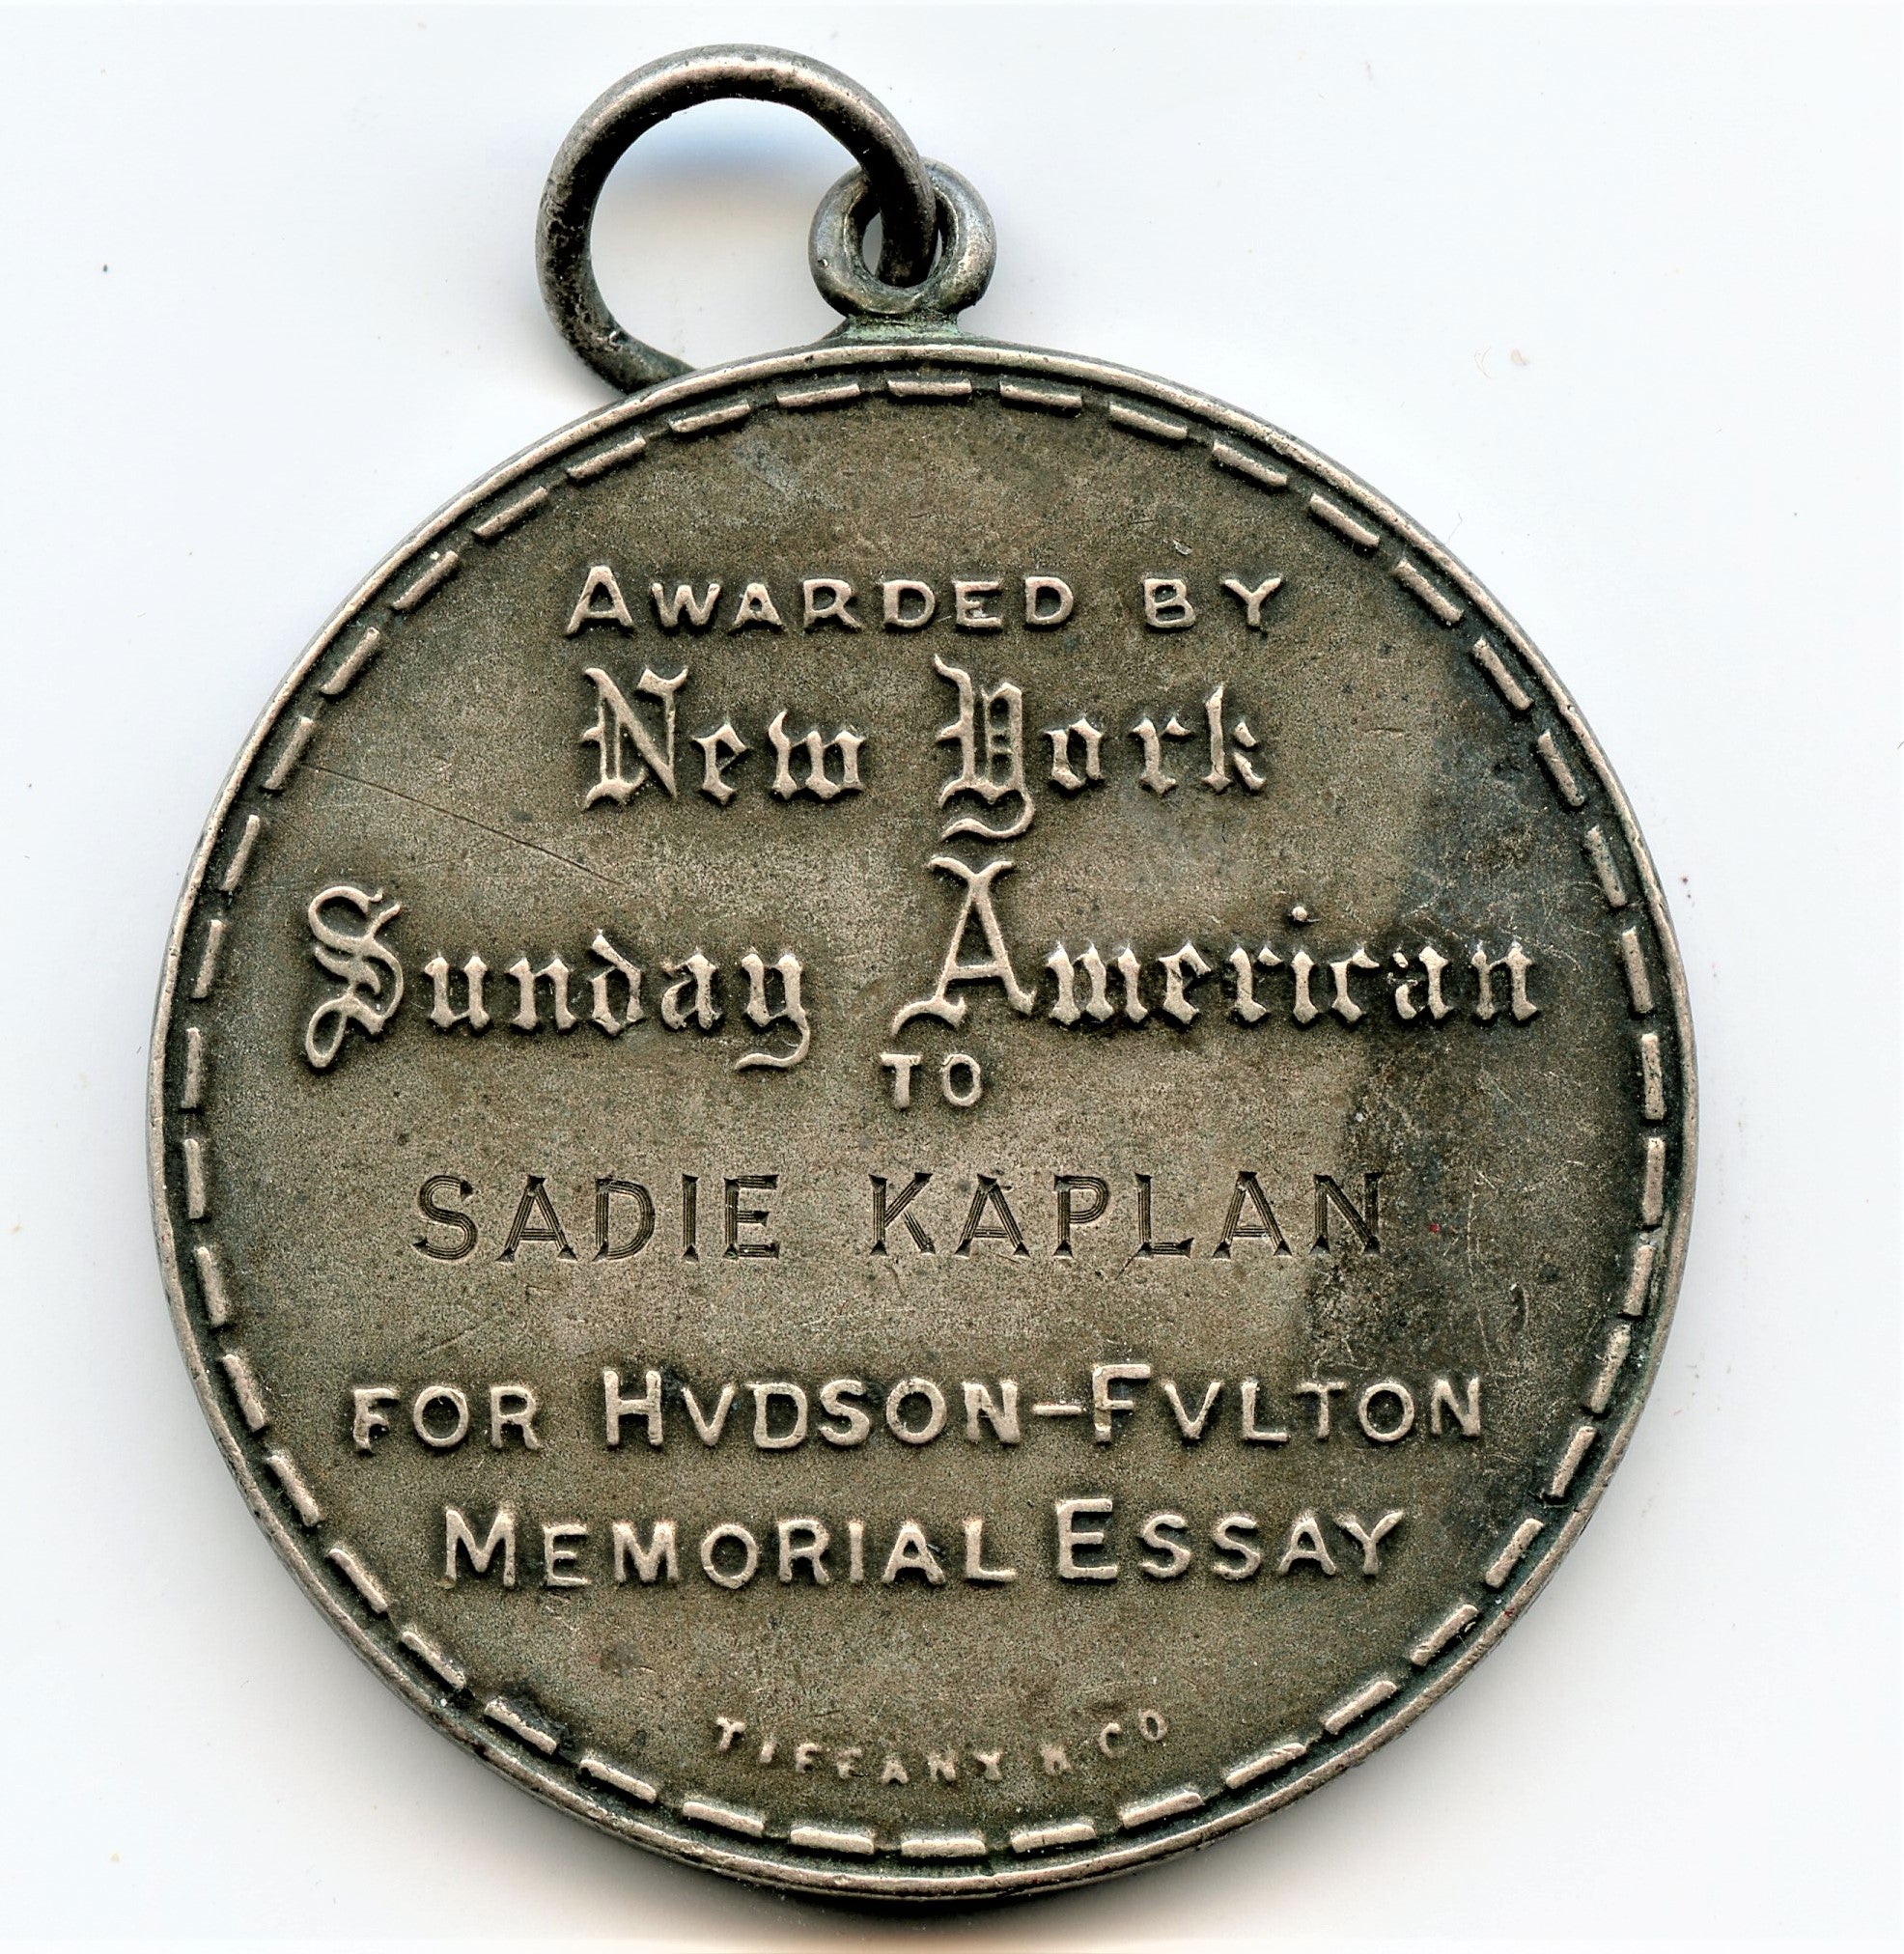 AWARDED BY
New York
Sunday American
TO
SADIE KAPLAN
FOR HVDSON-FVLTON
MEMORIAL ESSAY
TIFFANY & CO